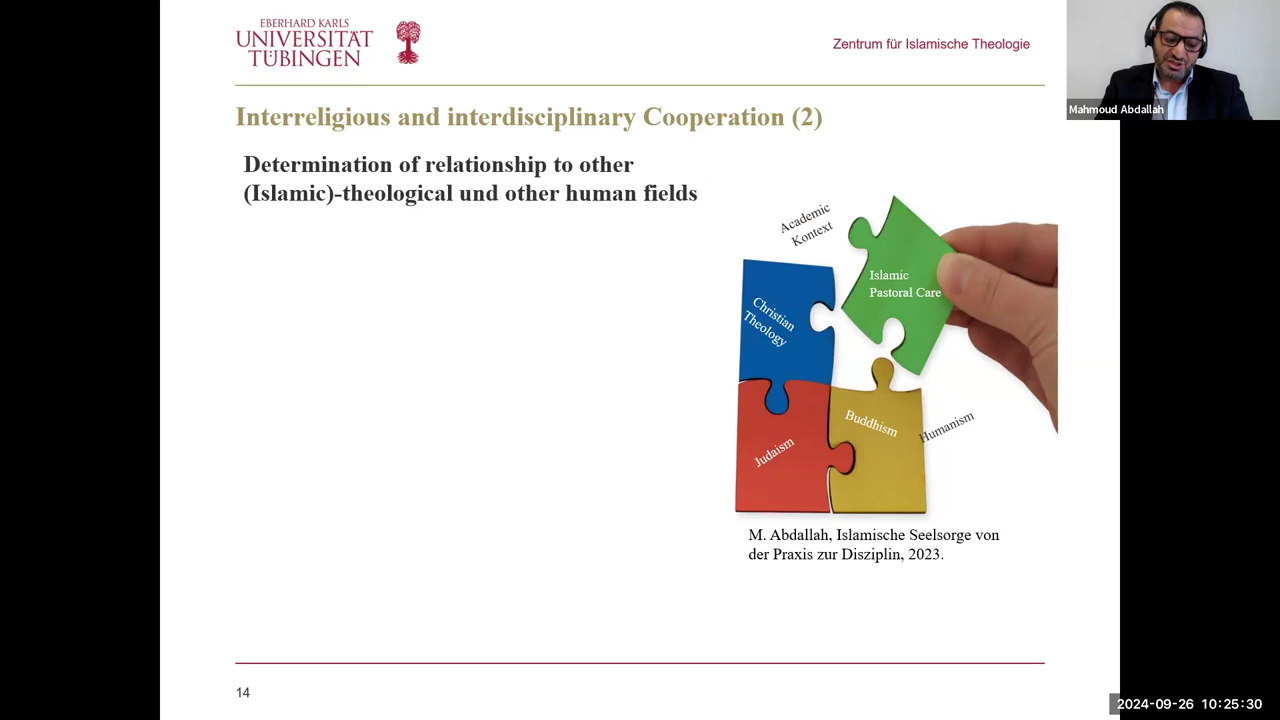 EBERHARD KARLS
UNIVERSITÄT
TÜBINGEN
Zentrum für Islamische Theologie
Mahmoud Abdallah
Interreligious and interdisciplinary Cooperation (2)
Determination of relationship to other
(Islamic)-theological und other human fields
Academic
Kontext
Islamic
Pastoral Care
Christian
Theology
Buddhism
Humanism
Judaism
M. Abdallah, Islamische Seelsorge von
der Praxis zur Disziplin, 2023.
14
2024-09-26 10:25:30